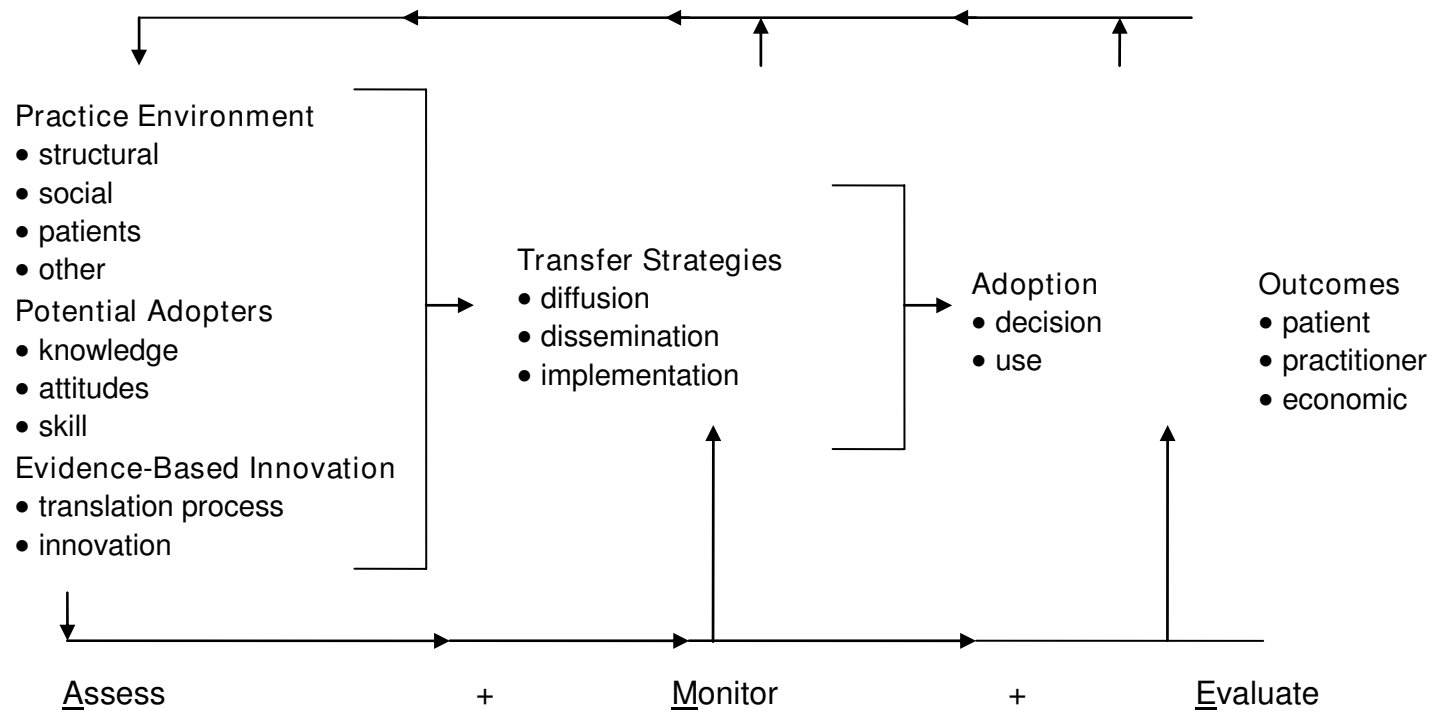 Practice Environment
• structural
• social
• patients
• other
Potential Adopters
• knowledge
• attitudes
• skill
Evidence-Based Innovation
• translation process
• innovation
Transfer Strategies
• diffusion
• dissemination
• implementation
Adoption
• decision
• use
Outcomes
• patient
• practitioner
• economic
Assess + Monitor + Evaluate